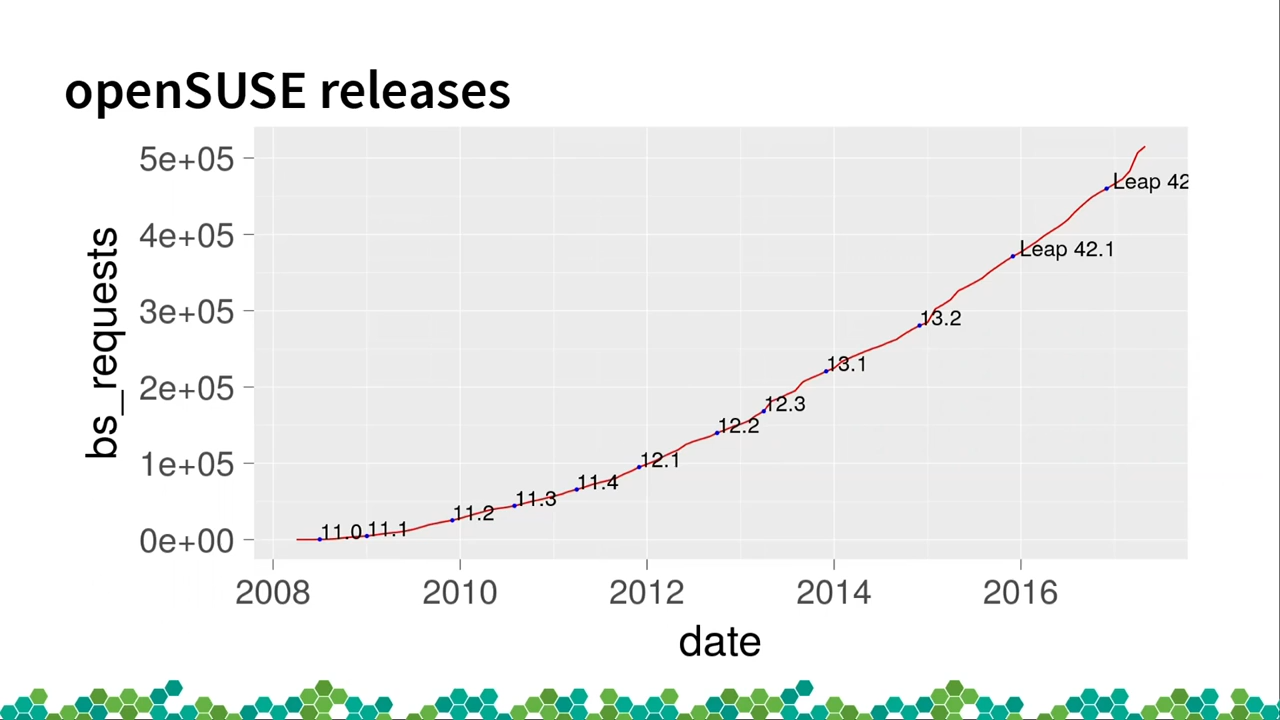 openSUSE releases
5e+05
4e+05
3e+05
2e+05
1e+05
0e+00
bs_requests
11.0
11.1
11.2
11.3
11.4
12.1
12.2
12.3
13.1
13.2
Leap 42.1
Leap 42
2008
2010
2012
2014
2016
date